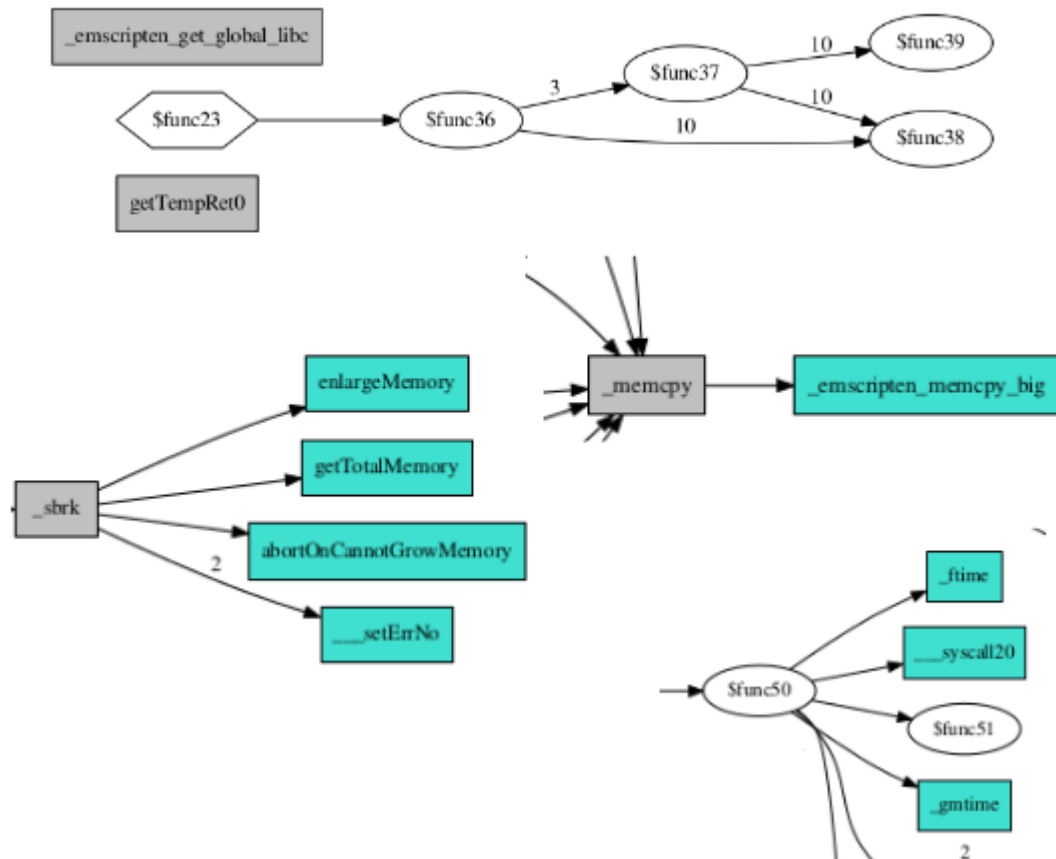 _emscripten_get_global_libc
$func23
$func36
3
$func37
10
$func39
10
10
$func38
getTempRet0
_sbrk
enlargeMemory
getTotalMemory
abortOnCannotGrowMemory
2
___setErrNo
_memcpy
_emscripten_memcpy_big
$func50
_ftime
___syscall20
$func51
_gmtime
2